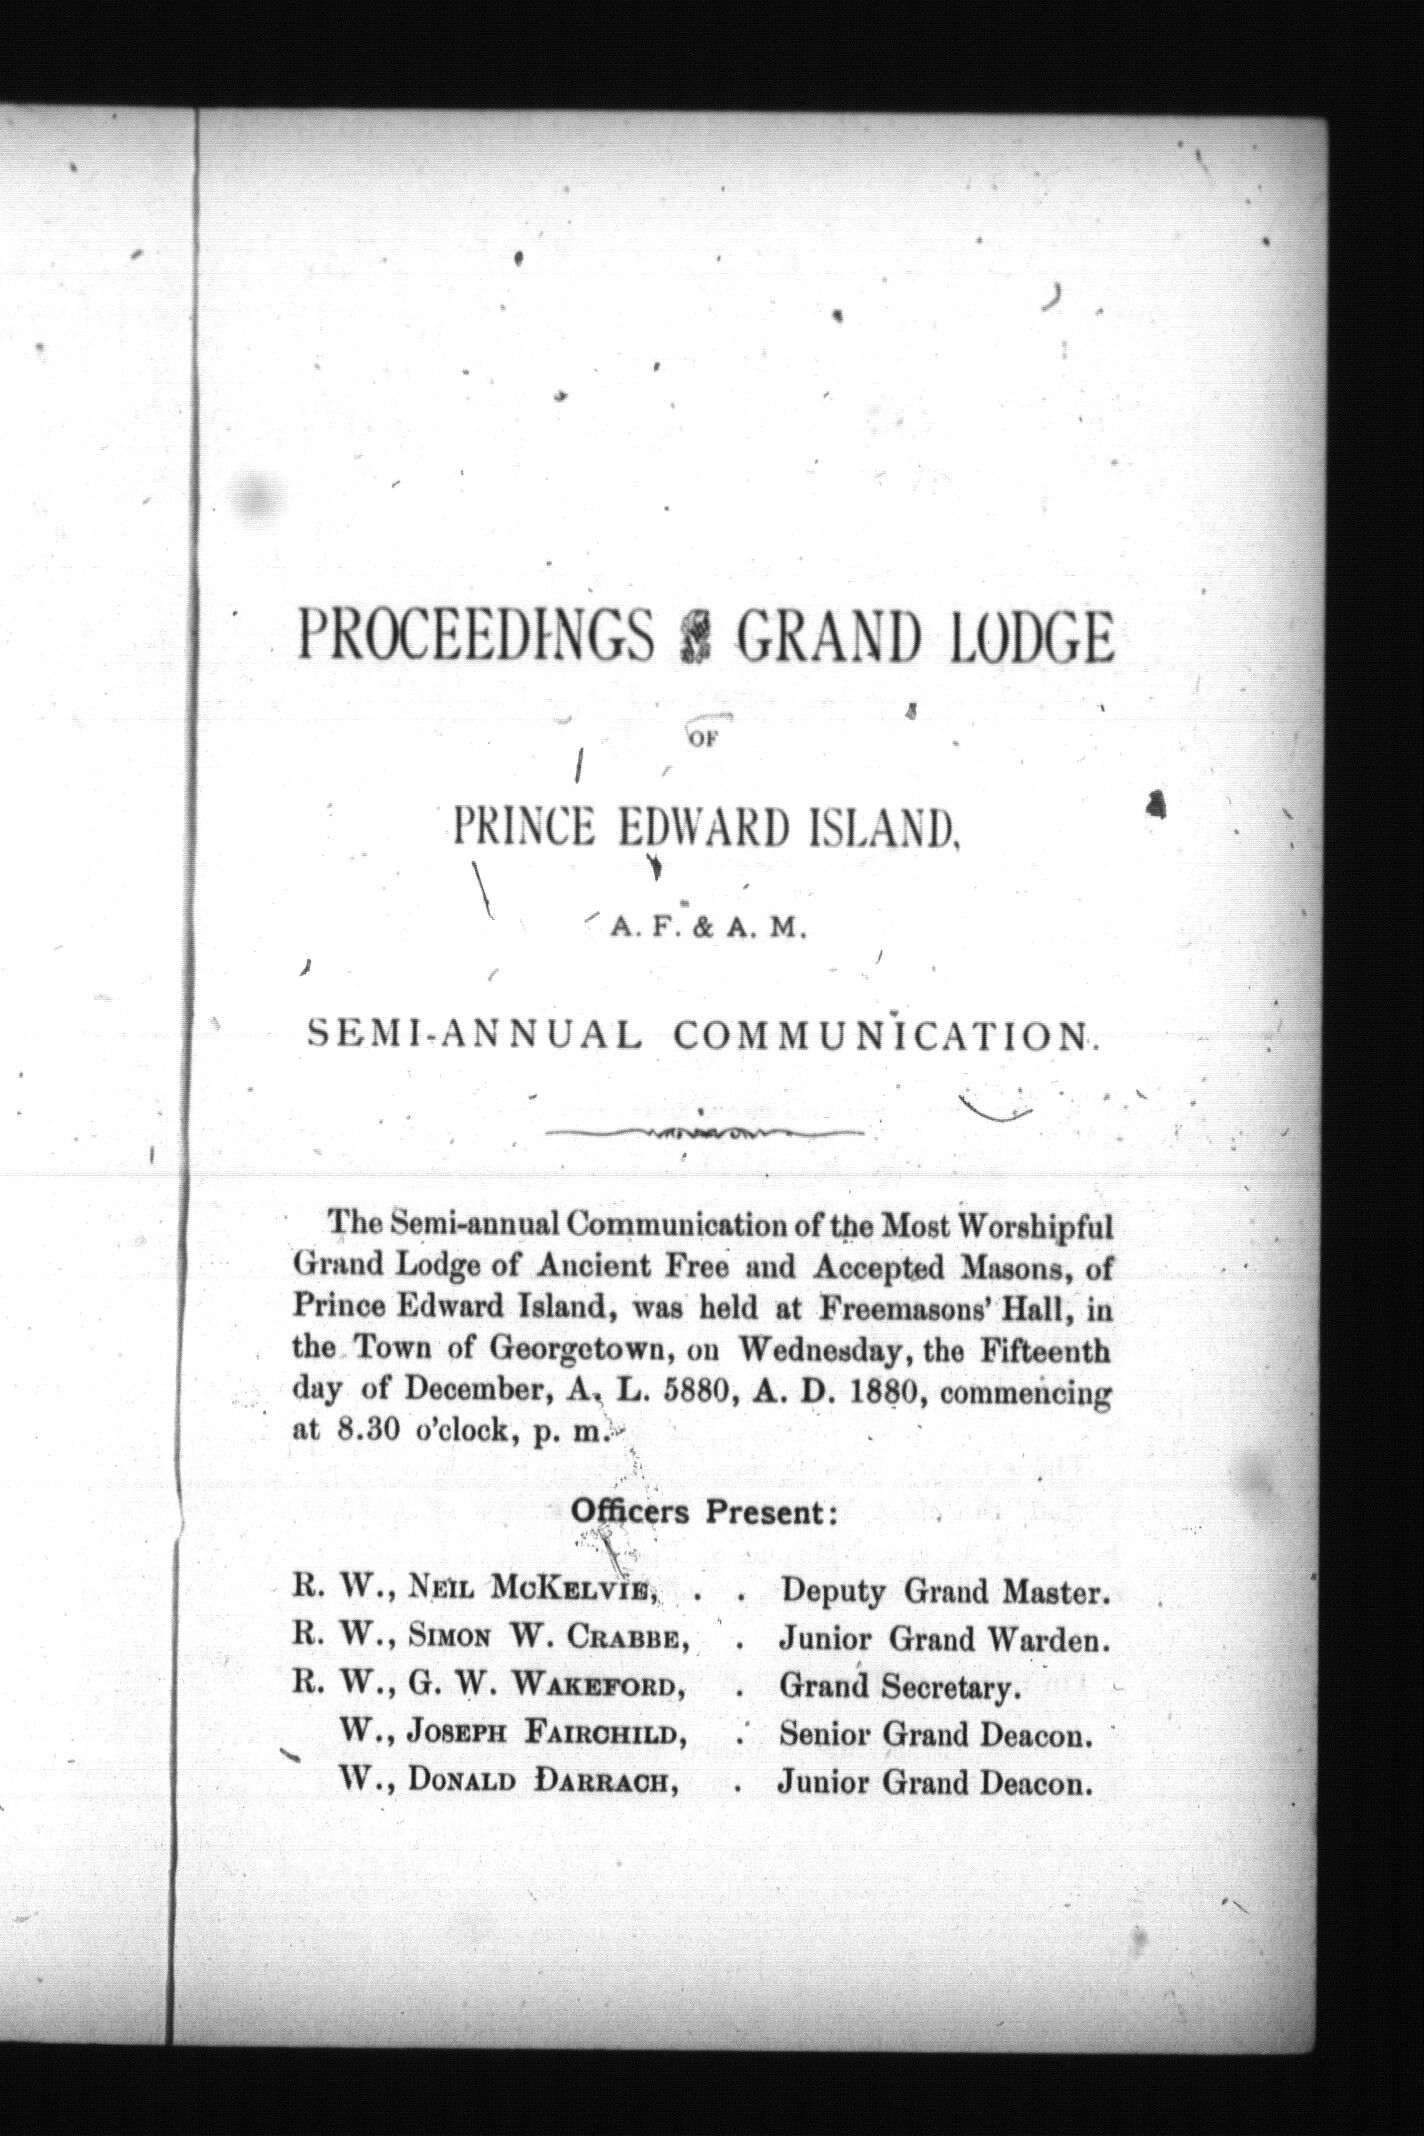 PROCEEDINGS GRAND LODGE
OF
PRINCE EDWARD ISLAND,
A. F. & A. M.
SEMI-ANNUAL COMMUNICATION.
The Semi-annual Communication of the Most Worshipful
Grand Lodge of Ancient Free and Accepted Masons, of
Prince Edward Island, was held at Freemasons' Hall, in
the Town of Georgetown, on Wednesday, the Fifteenth
day of December, A. L. 5880, A. D. 1880, commencing
at 8.30 o'clock, p. m.
Officers Present:
R. W., NEIL MCKELVIE, . . Deputy Grand Master.
R. W., SIMON W. CRABBE, . Junior Grand Warden.
R. W., G. W. WAKEFORD, . Grand Secretary.
W., JOSEPH FAIRCHILD, . Senior Grand Deacon.
W., DONALD DARRACH, . Junior Grand Deacon.